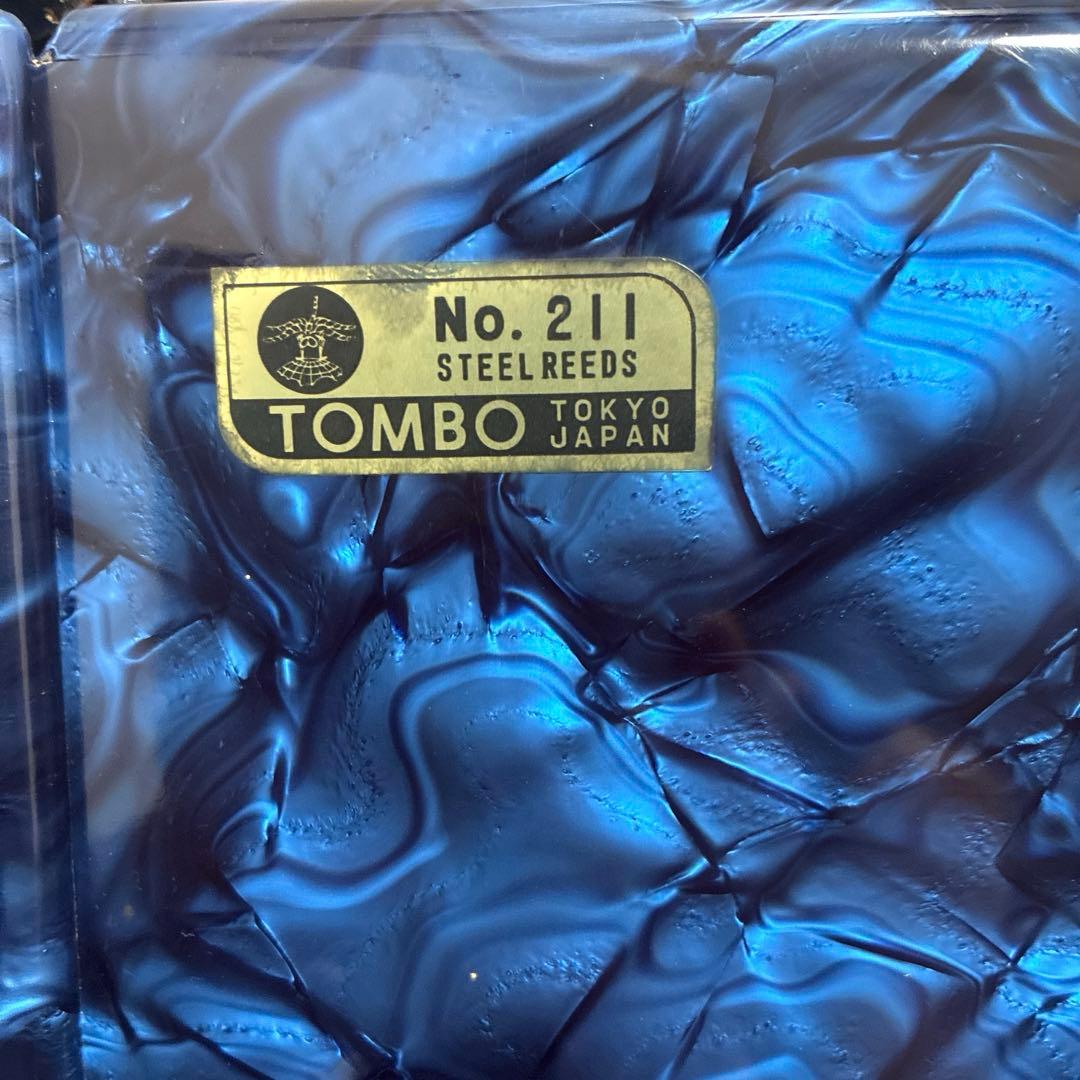 No. 211
STEEL REEDS
TOMBO TOKYO
JAPAN